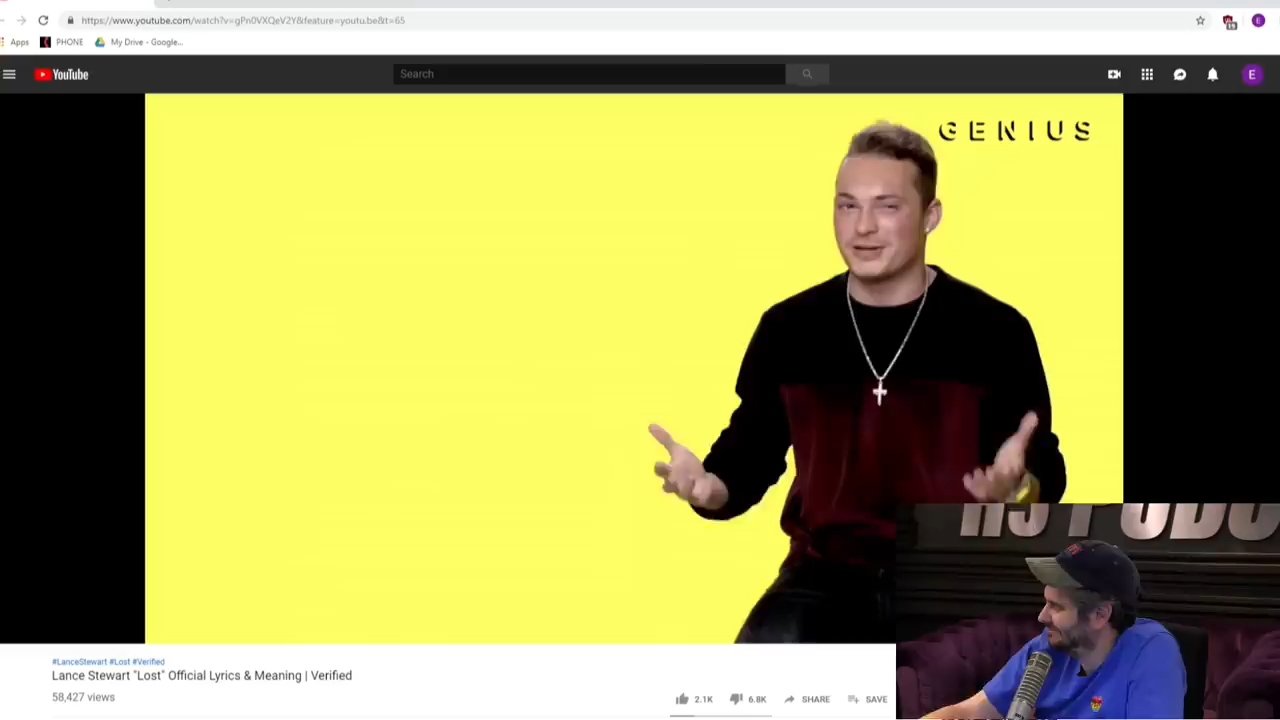 https://www.youtube.com/watch?v=gPn0VXQeV2Y&feature=youtu.be&t=65
Apps PHONE My Drive - Google...
YouTube Search E
GENIUS
#LanceStewart #Lost #Verified
Lance Stewart "Lost" Official Lyrics & Meaning | Verified
58,427 views 2.1K 6.8K SHARE SAVE